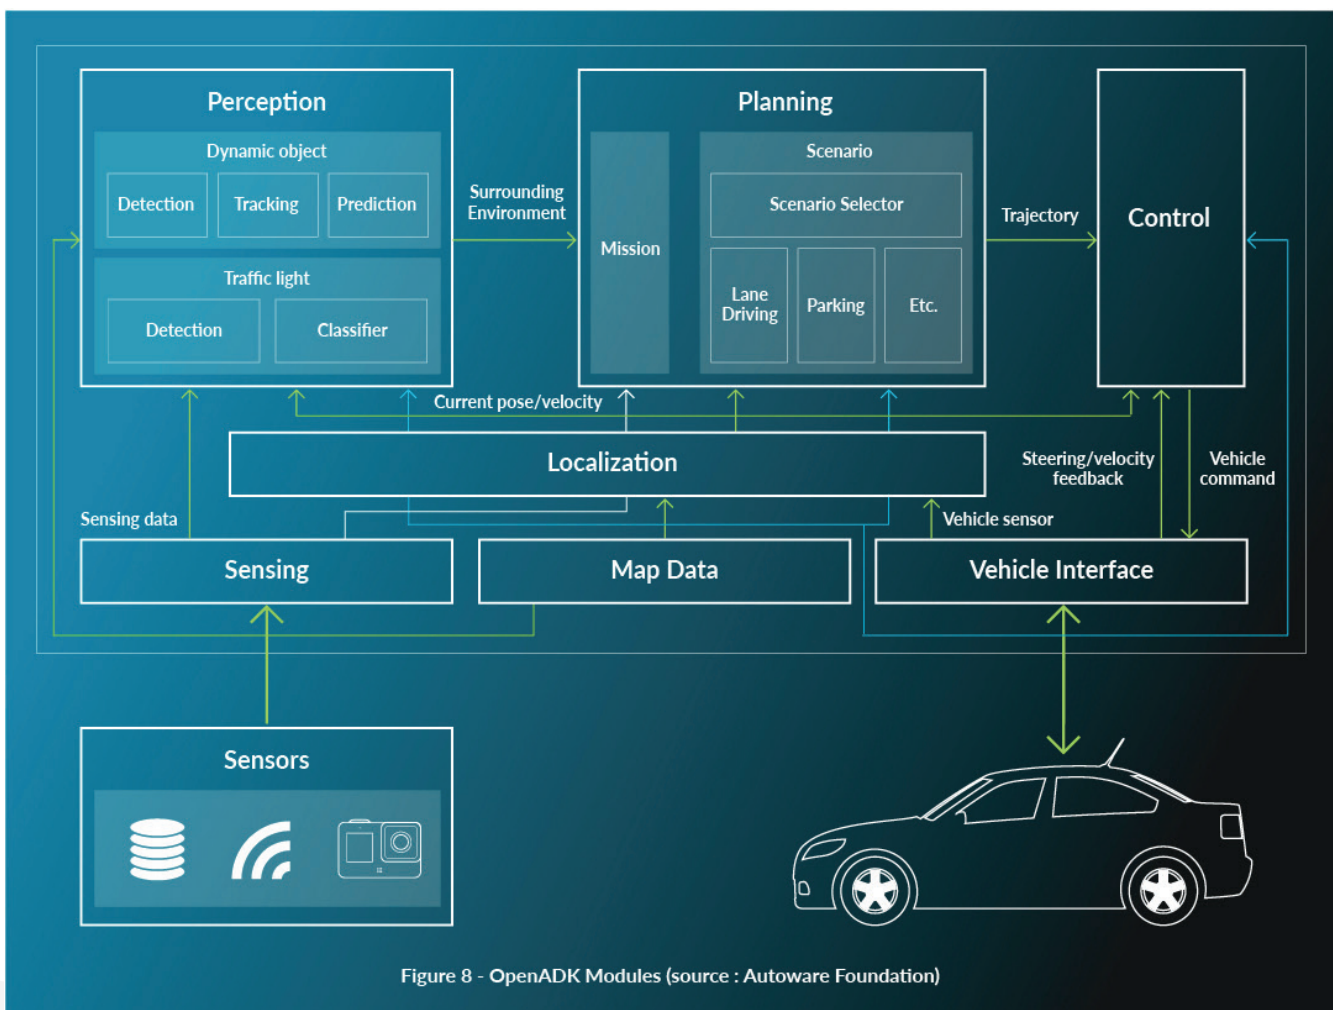 Perception
Dynamic object
Detection
Tracking
Prediction
Traffic light
Detection
Classifier
Surrounding
Environment
Planning
Mission
Scenario
Scenario Selector
Lane
Driving
Parking
Etc.
Trajectory
Control
Current pose/velocity
Localization
Steering/velocity
feedback
Vehicle
command
Sensing data
Vehicle sensor
Sensing
Map Data
Vehicle Interface
Sensors
Figure 8 - OpenADK Modules (source : Autoware Foundation)